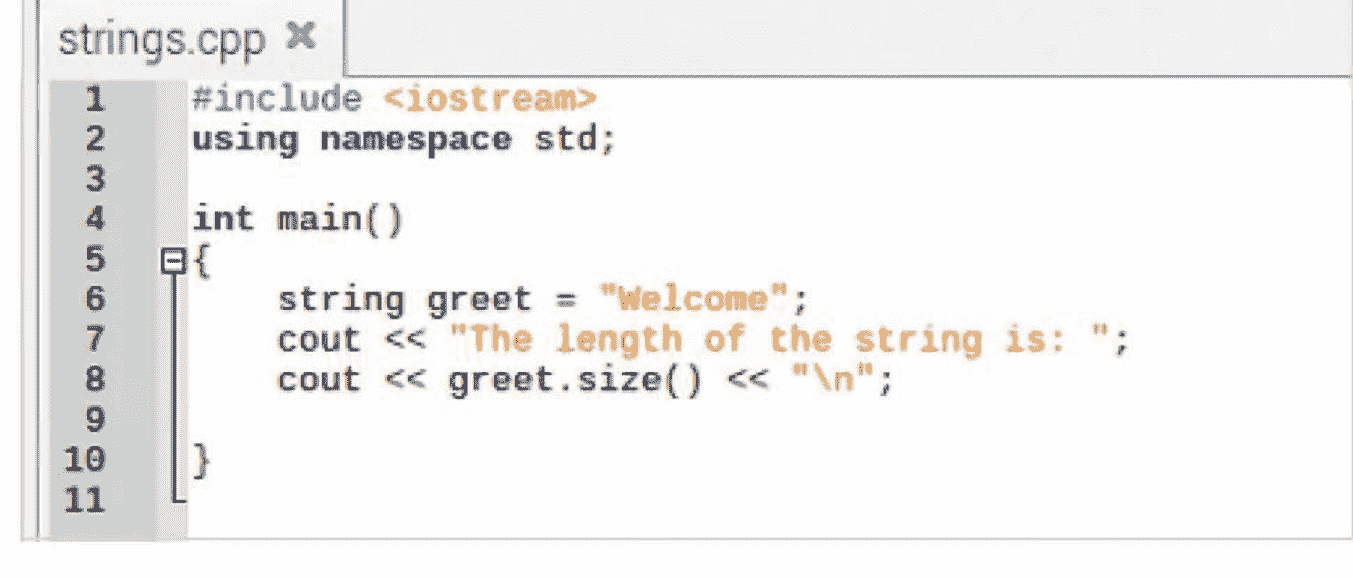 strings.cpp ✖
1 #include <iostream>
2 using namespace std;
3
4 int main()
5 {
6     string greet = "Welcome";
7     cout << "The length of the string is: ";
8     cout << greet.size() << "\n";
9
10 }
11